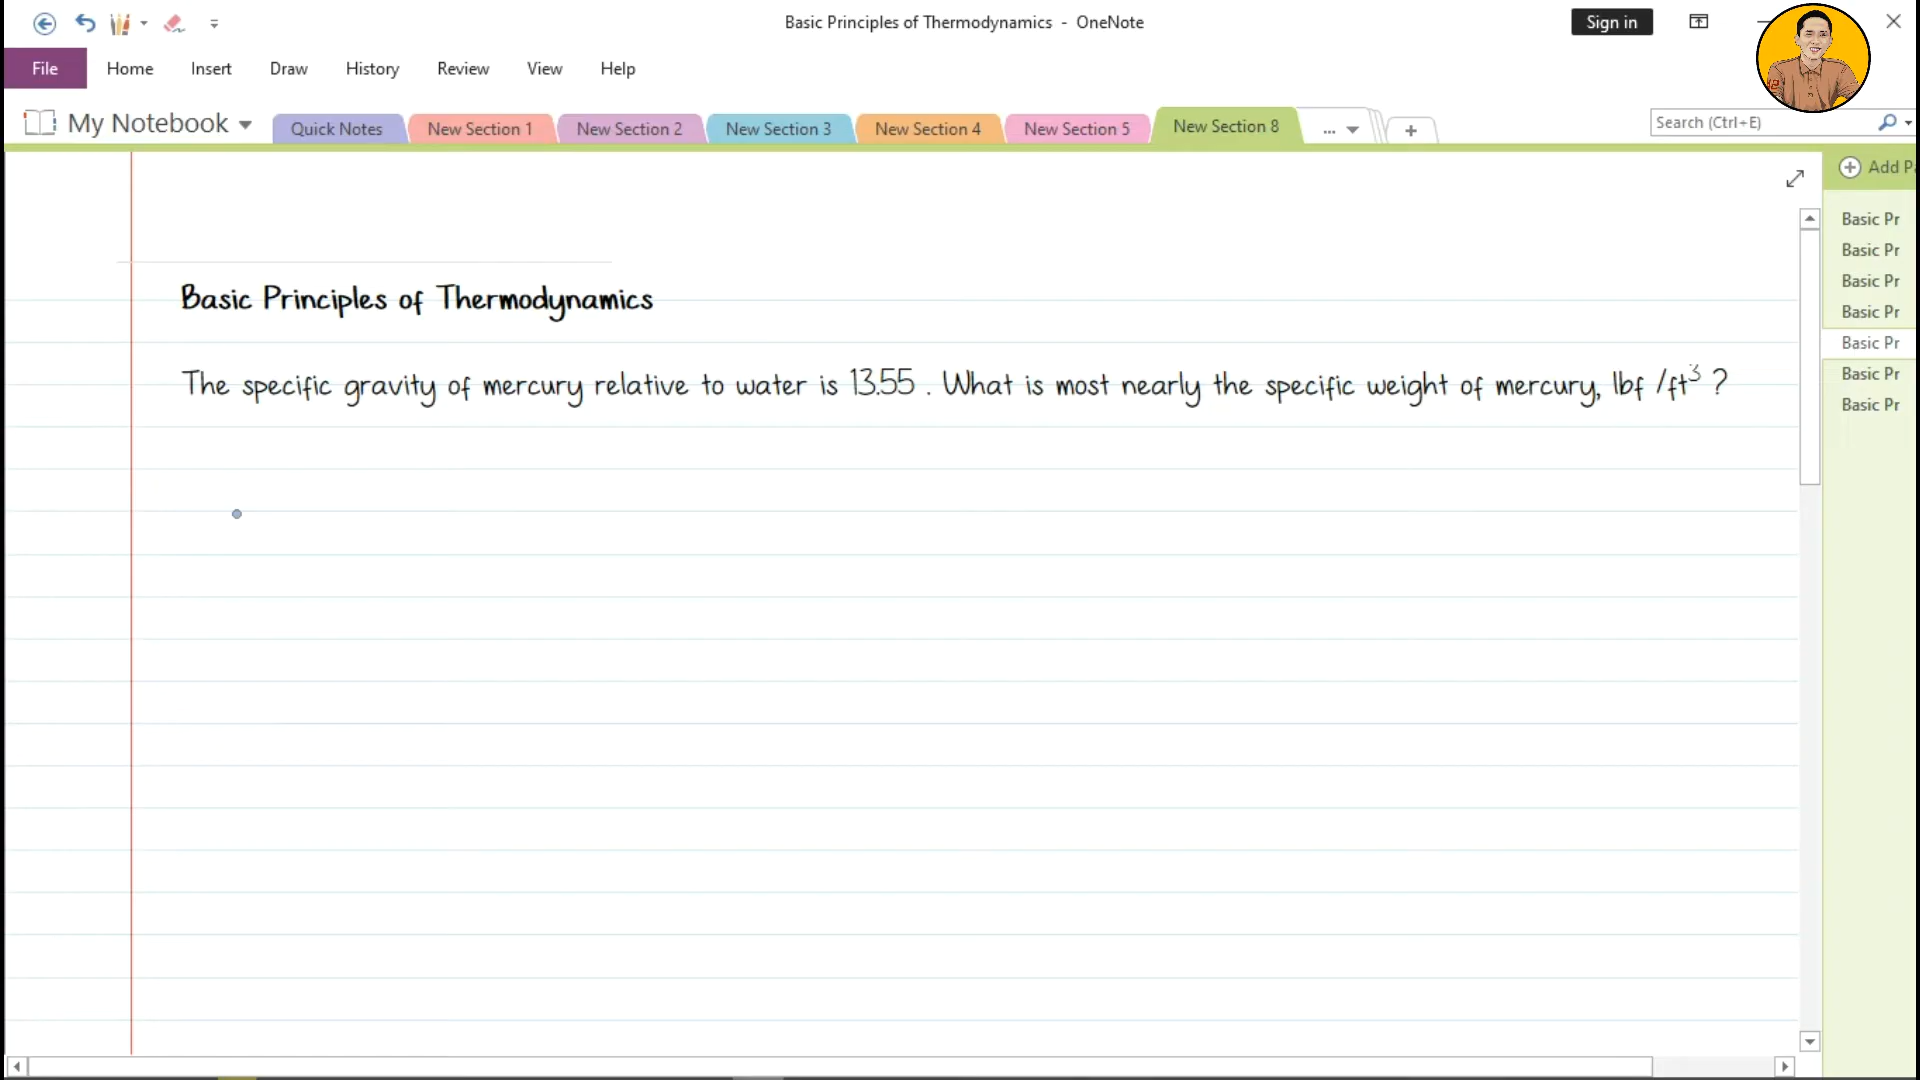 Basic Principles of Thermodynamics - OneNote
Sign in
File Home Insert Draw History Review View Help
My Notebook Quick Notes New Section 1 New Section 2 New Section 3 New Section 4 New Section 5 New Section 8 ... +
Search (Ctrl+E)
Add P
Basic Pr
Basic Pr
Basic Pr
Basic Pr
Basic Pr
Basic Pr
Basic Pr
Basic Principles of Thermodynamics
The specific gravity of mercury relative to water is 13.55 . What is most nearly the specific weight of mercury, lbf /ft³ ?